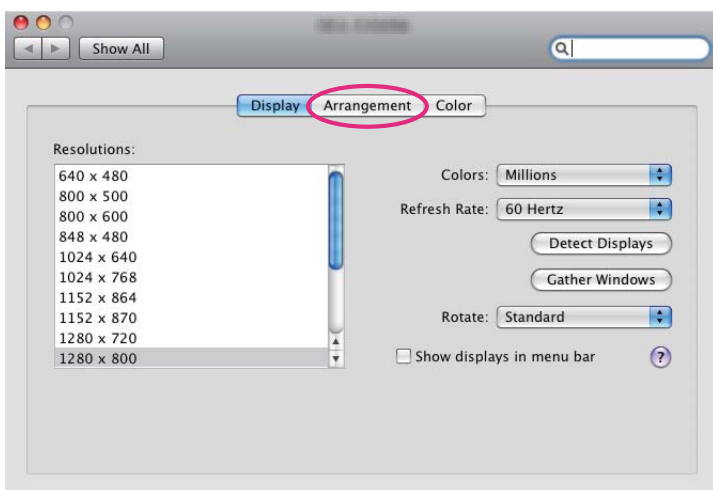 Show All
Display Arrangement Color
Resolutions:
640 x 480
800 x 500
800 x 600
848 x 480
1024 x 640
1024 x 768
1152 x 864
1152 x 870
1280 x 720
1280 x 800
Colors: Millions
Refresh Rate: 60 Hertz
Detect Displays
Gather Windows
Rotate: Standard
Show displays in menu bar ?